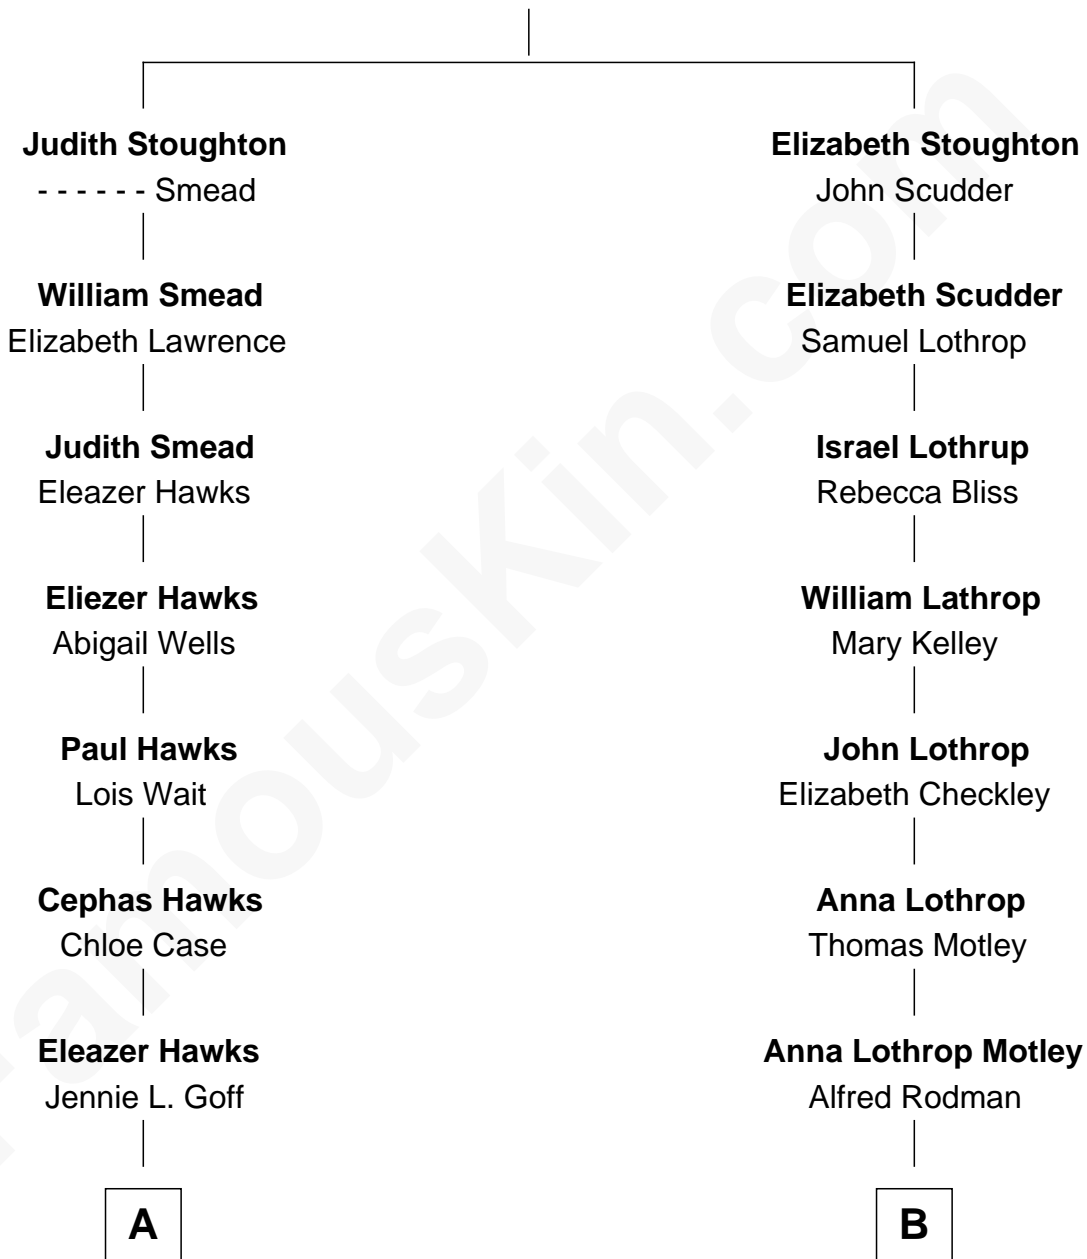 Judith Stoughton
- - - - - - Smead
William Smead
Elizabeth Lawrence
Judith Smead
Eleazer Hawks
Eliezer Hawks
Abigail Wells
Paul Hawks
Lois Wait
Cephas Hawks
Chloe Case
Eleazer Hawks
Jennie L. Goff
A
Elizabeth Stoughton
John Scudder
Elizabeth Scudder
Samuel Lothrop
Israel Lothrup
Rebecca Bliss
William Lathrop
Mary Kelley
John Lothrop
Elizabeth Checkley
Anna Lothrop
Thomas Motley
Anna Lothrop Motley
Alfred Rodman
B
FamousKin.com